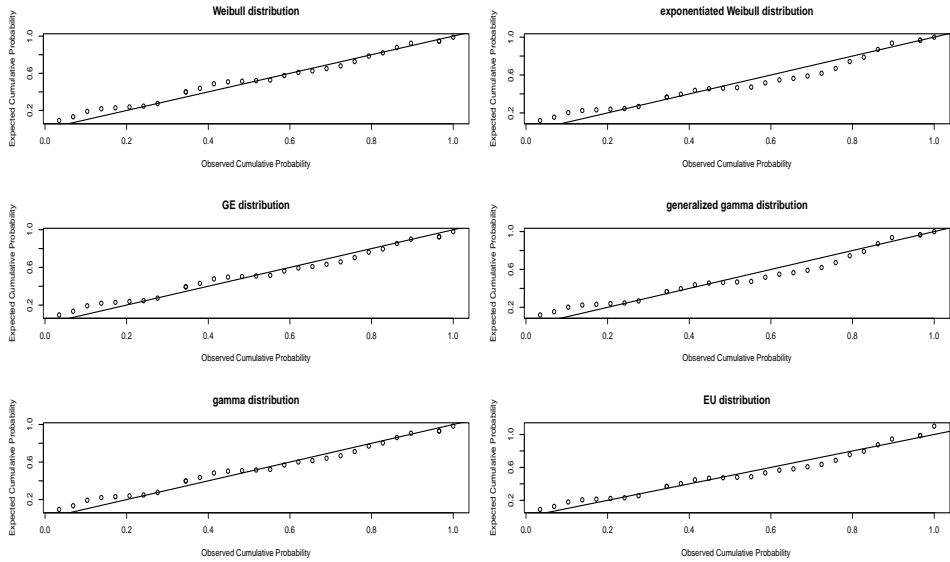 Weibull distribution
Expected Cumulative Probability
0.2
0.6
1.0
0.0 0.2 0.4 0.6 0.8 1.0
Observed Cumulative Probability
exponentiated Weibull distribution
Expected Cumulative Probability
0.2
0.6
1.0
0.0 0.2 0.4 0.6 0.8 1.0
Observed Cumulative Probability
GE distribution
Expected Cumulative Probability
0.2
0.6
1.0
0.0 0.2 0.4 0.6 0.8 1.0
Observed Cumulative Probability
generalized gamma distribution
Expected Cumulative Probability
0.2
0.6
1.0
0.0 0.2 0.4 0.6 0.8 1.0
Observed Cumulative Probability
gamma distribution
Expected Cumulative Probability
0.2
0.6
1.0
0.0 0.2 0.4 0.6 0.8 1.0
Observed Cumulative Probability
EU distribution
Expected Cumulative Probability
0.2
0.6
1.0
0.0 0.2 0.4 0.6 0.8 1.0
Observed Cumulative Probability